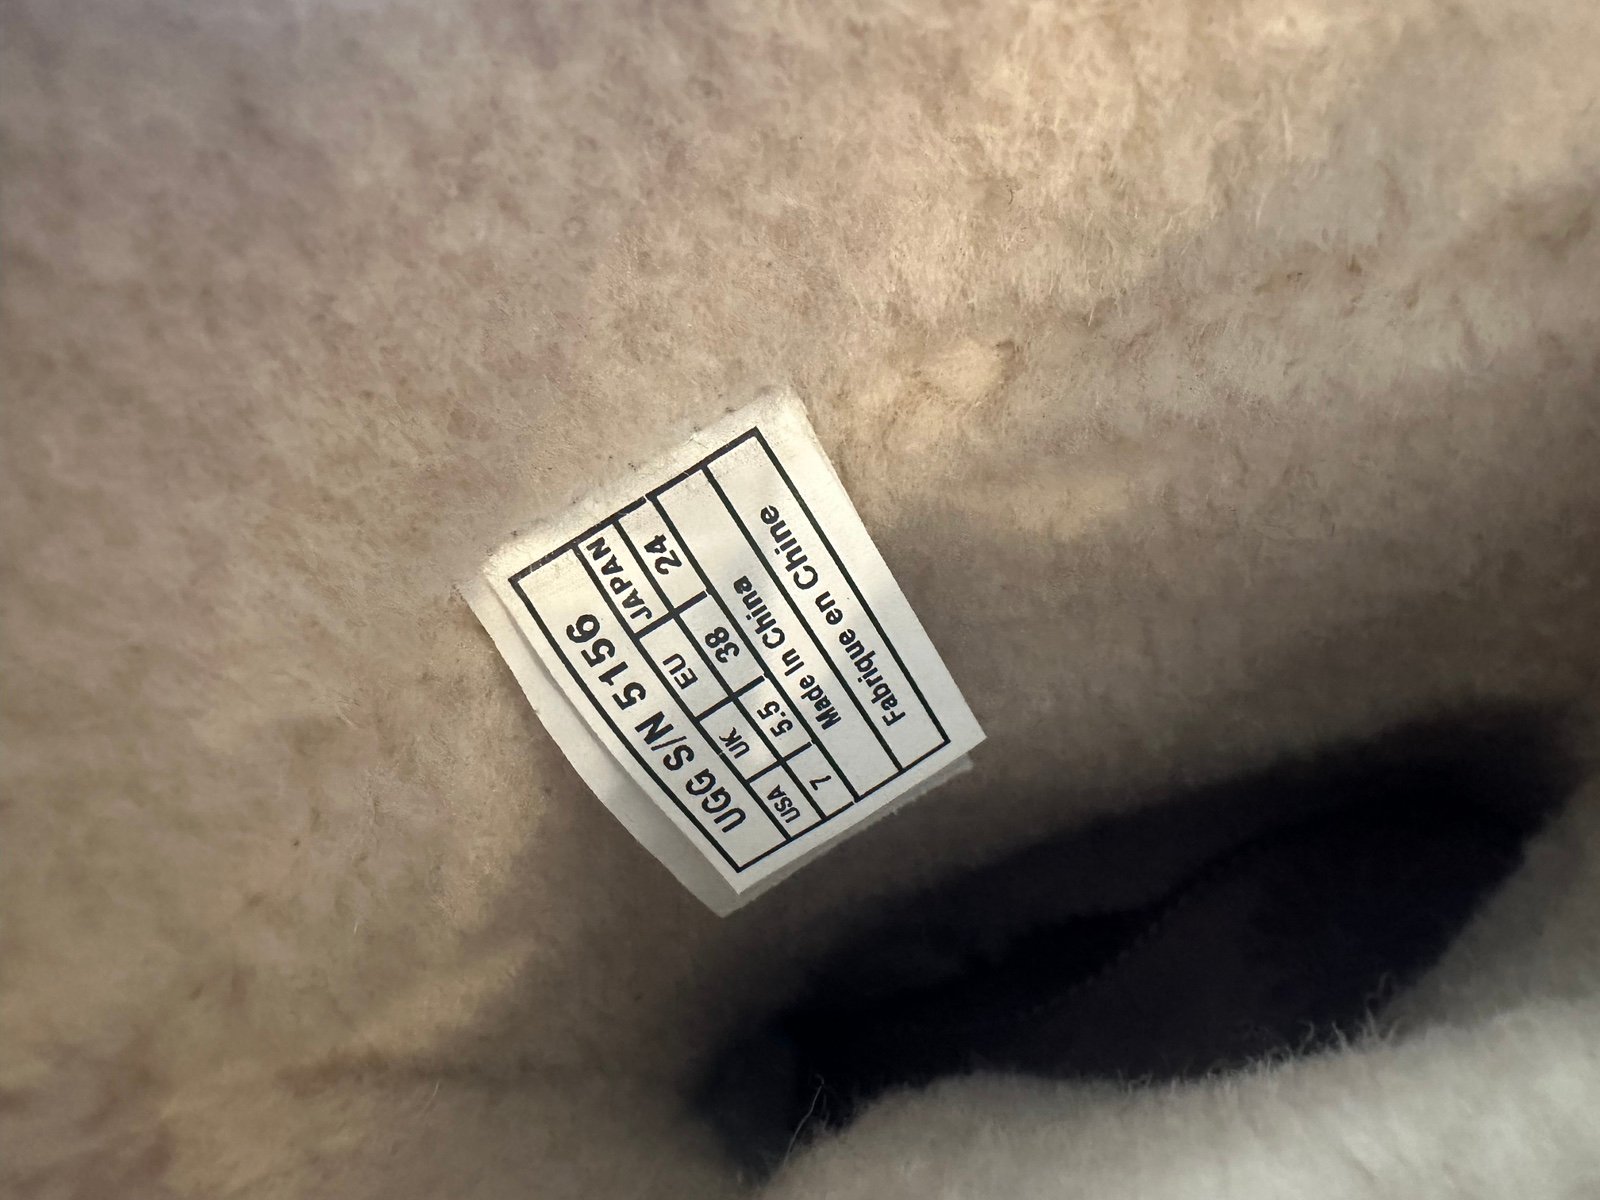 UGG S/N 5156
USA UK EU JAPAN
7 5.5 38 24
Made In China
Fabriqué en Chine